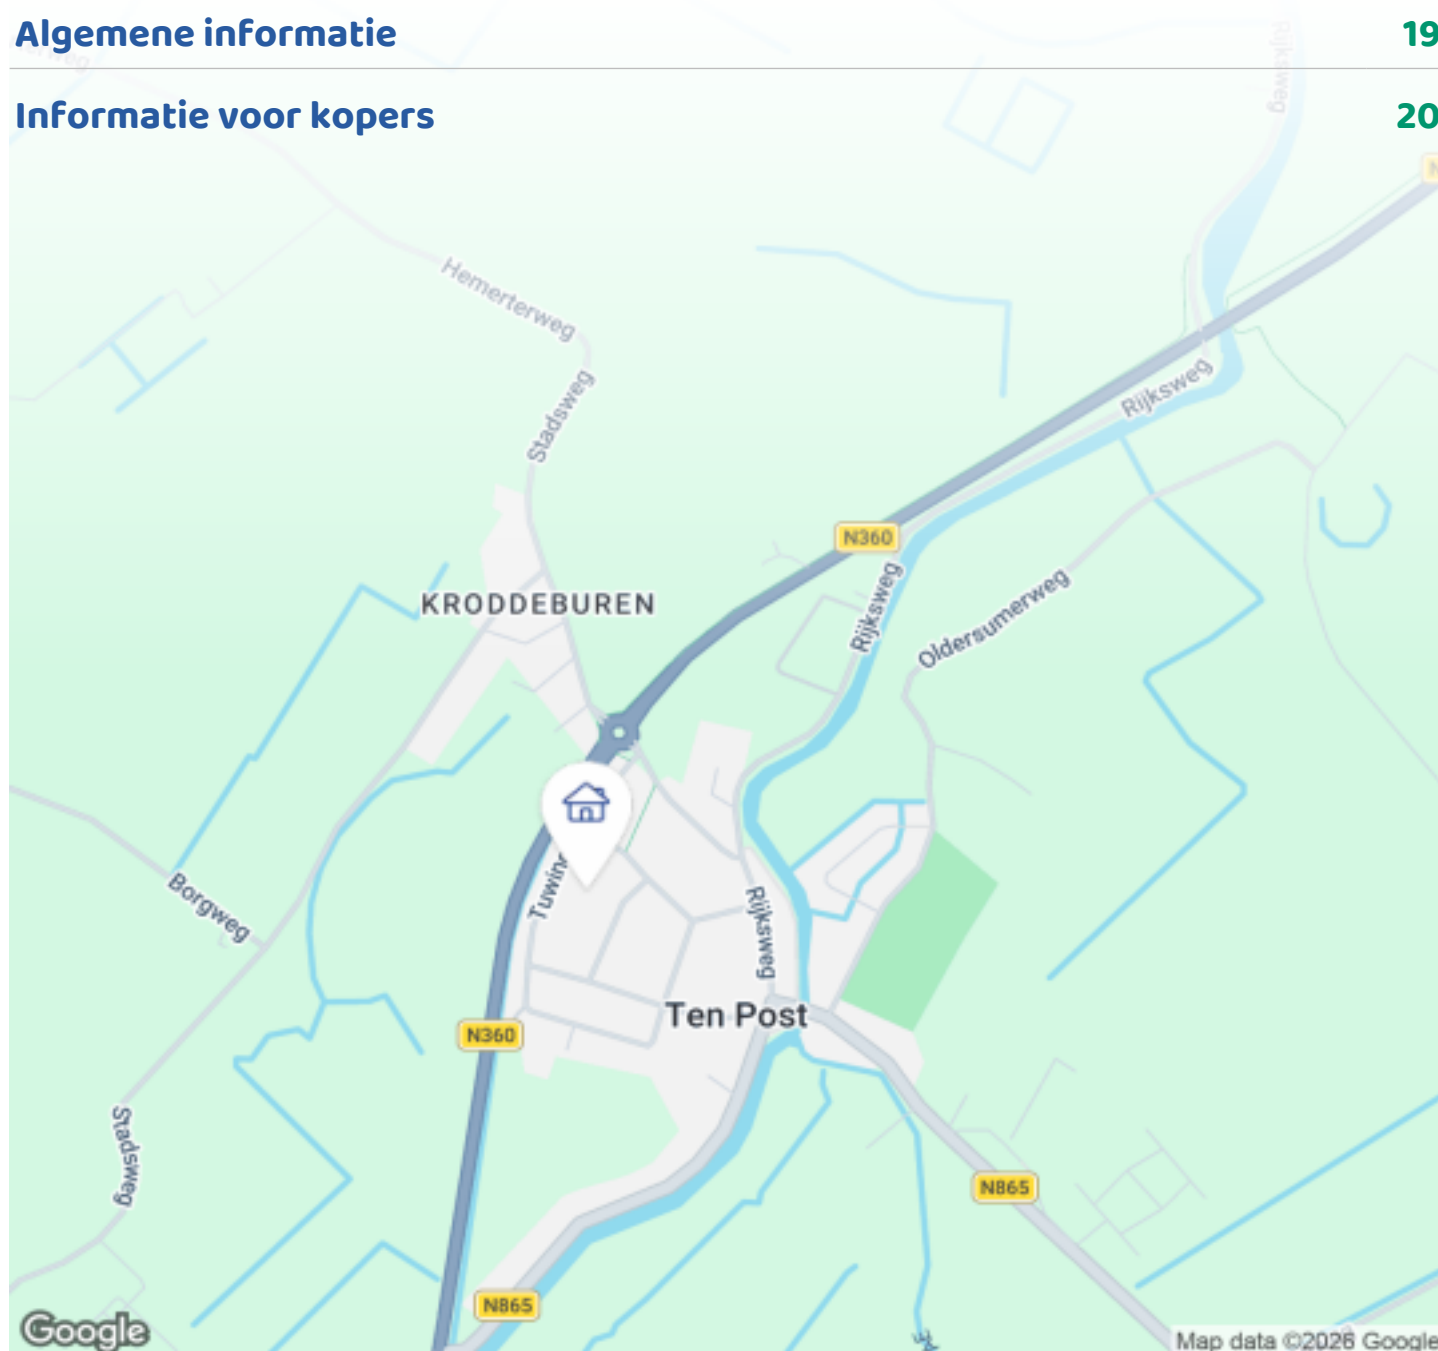 Algemene informatie 19
Informatie voor kopers 20
Rijksweg
Hemerterweg
Stadsweg
Rijksweg
N360
KRODDEBUREN
Rijksweg
Oldersumerweg
Borgweg
Rijksweg
Ten Post
N360
Stadsweg
N865
N865
Google
Map data ©2026 Google